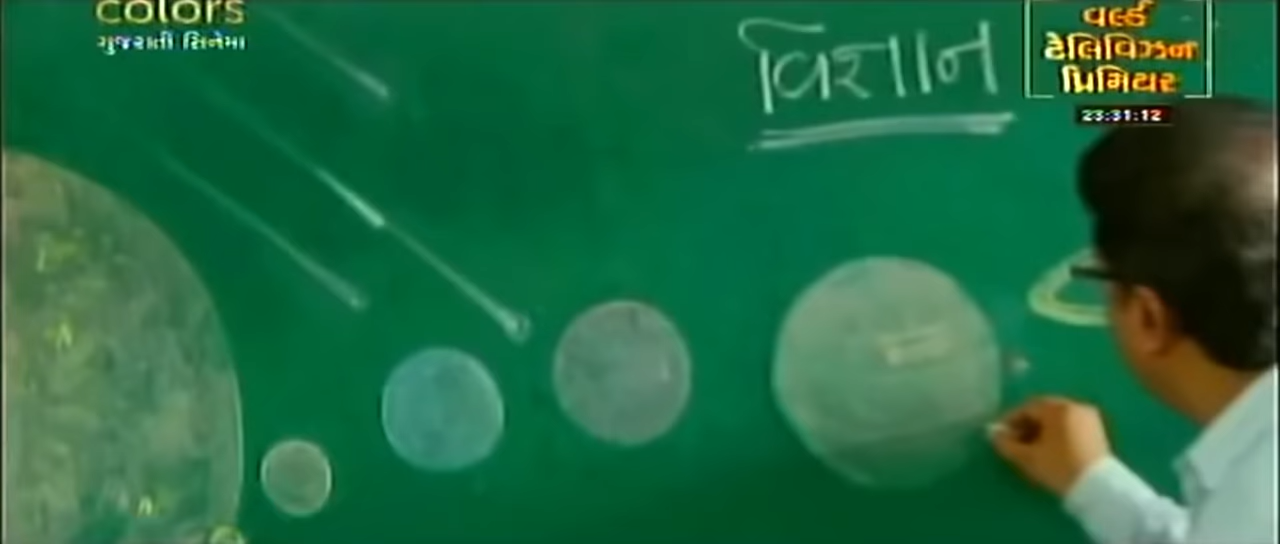 colors
ગુજરાતી સિનેમા
વિજ્ઞાન
વર્લ્ડ
ટેલિવિઝન
પ્રિમિયર
23:31:12